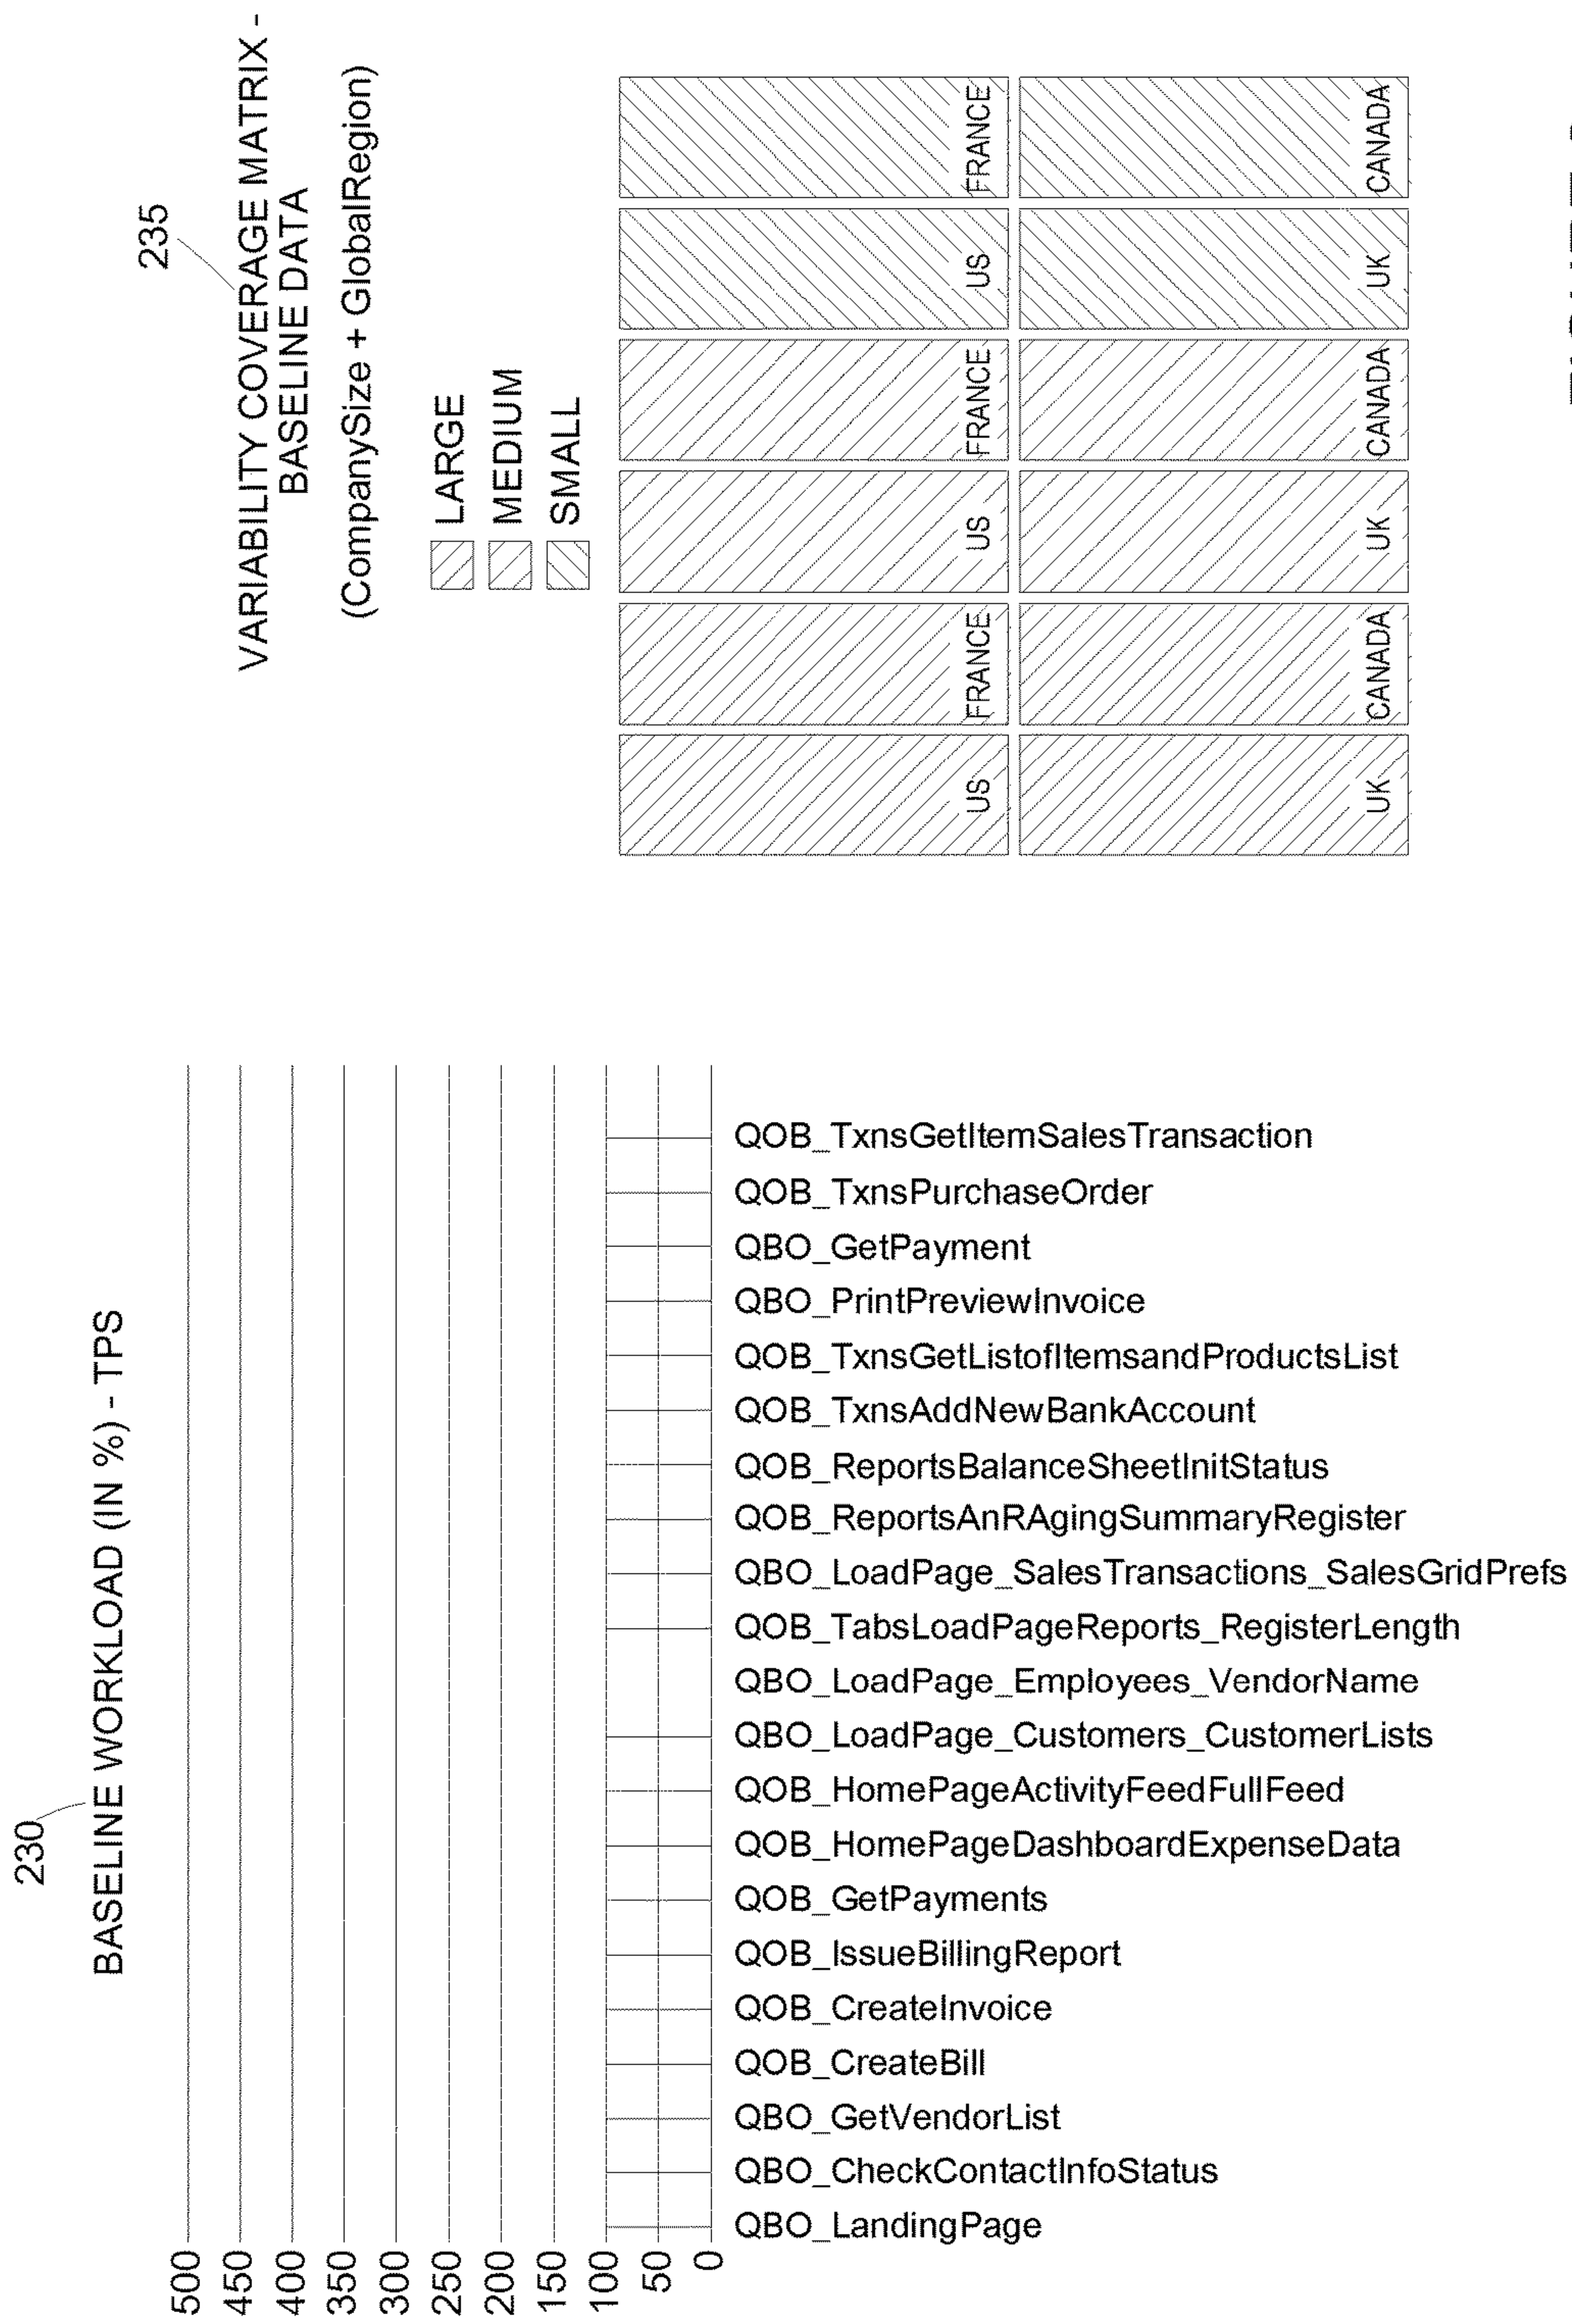 230
BASELINE WORKLOAD (IN %) - TPS
500
450
400
350
300
250
200
150
100
50
0
QBO_LandingPage
QBO_CheckContactInfoStatus
QBO_GetVendorList
QOB_CreateBill
QOB_CreateInvoice
QOB_IssueBillingReport
QOB_GetPayments
QOB_HomePageDashboardExpenseData
QOB_HomePageActivityFeedFullFeed
QBO_LoadPage_Customers_CustomerLists
QBO_LoadPage_Employees_VendorName
QOB_TabsLoadPageReports_RegisterLength
QBO_LoadPage_SalesTransactions_SalesGridPrefs
QOB_ReportsAnRAgingSummaryRegister
QOB_ReportsBalanceSheetInitStatus
QOB_TxnsAddNewBankAccount
QOB_TxnsGetListofItemsandProductsList
QBO_PrintPreviewInvoice
QBO_GetPayment
QOB_TxnsPurchaseOrder
QOB_TxnsGetItemSalesTransaction
235
VARIABILITY COVERAGE MATRIX -
BASELINE DATA
(CompanySize + GlobalRegion)
LARGE
MEDIUM
SMALL
US FRANCE US FRANCE US FRANCE
UK CANADA UK CANADA UK CANADA